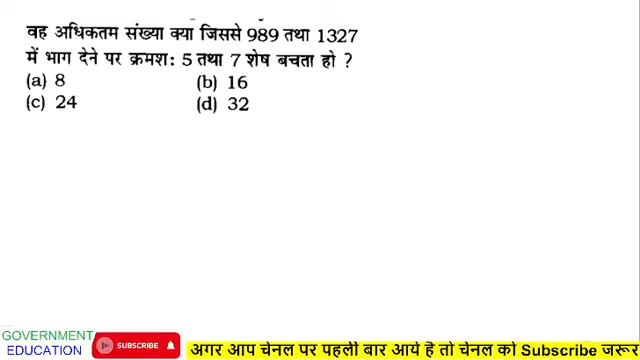 वह अधिकतम संख्या क्या जिससे 989 तथा 1327
में भाग देने पर क्रमश: 5 तथा 7 शेष बचता हो ?
(a) 8 (b) 16
(c) 24 (d) 32
GOVERNMENT
EDUCATION
SUBSCRIBE
अगर आप चेनल पर पहली बार आये है तो चेनल को Subscribe जरूर